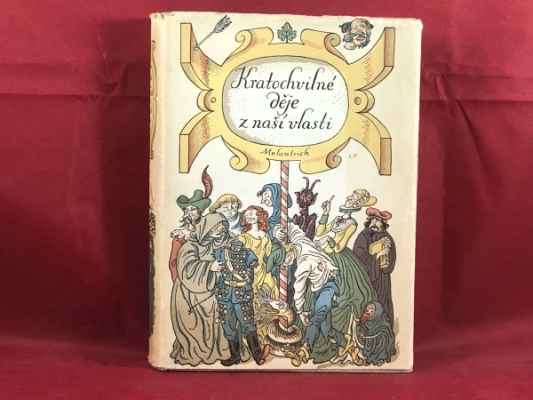 Kratochvilné
děje
z naší vlasti
Melantrich